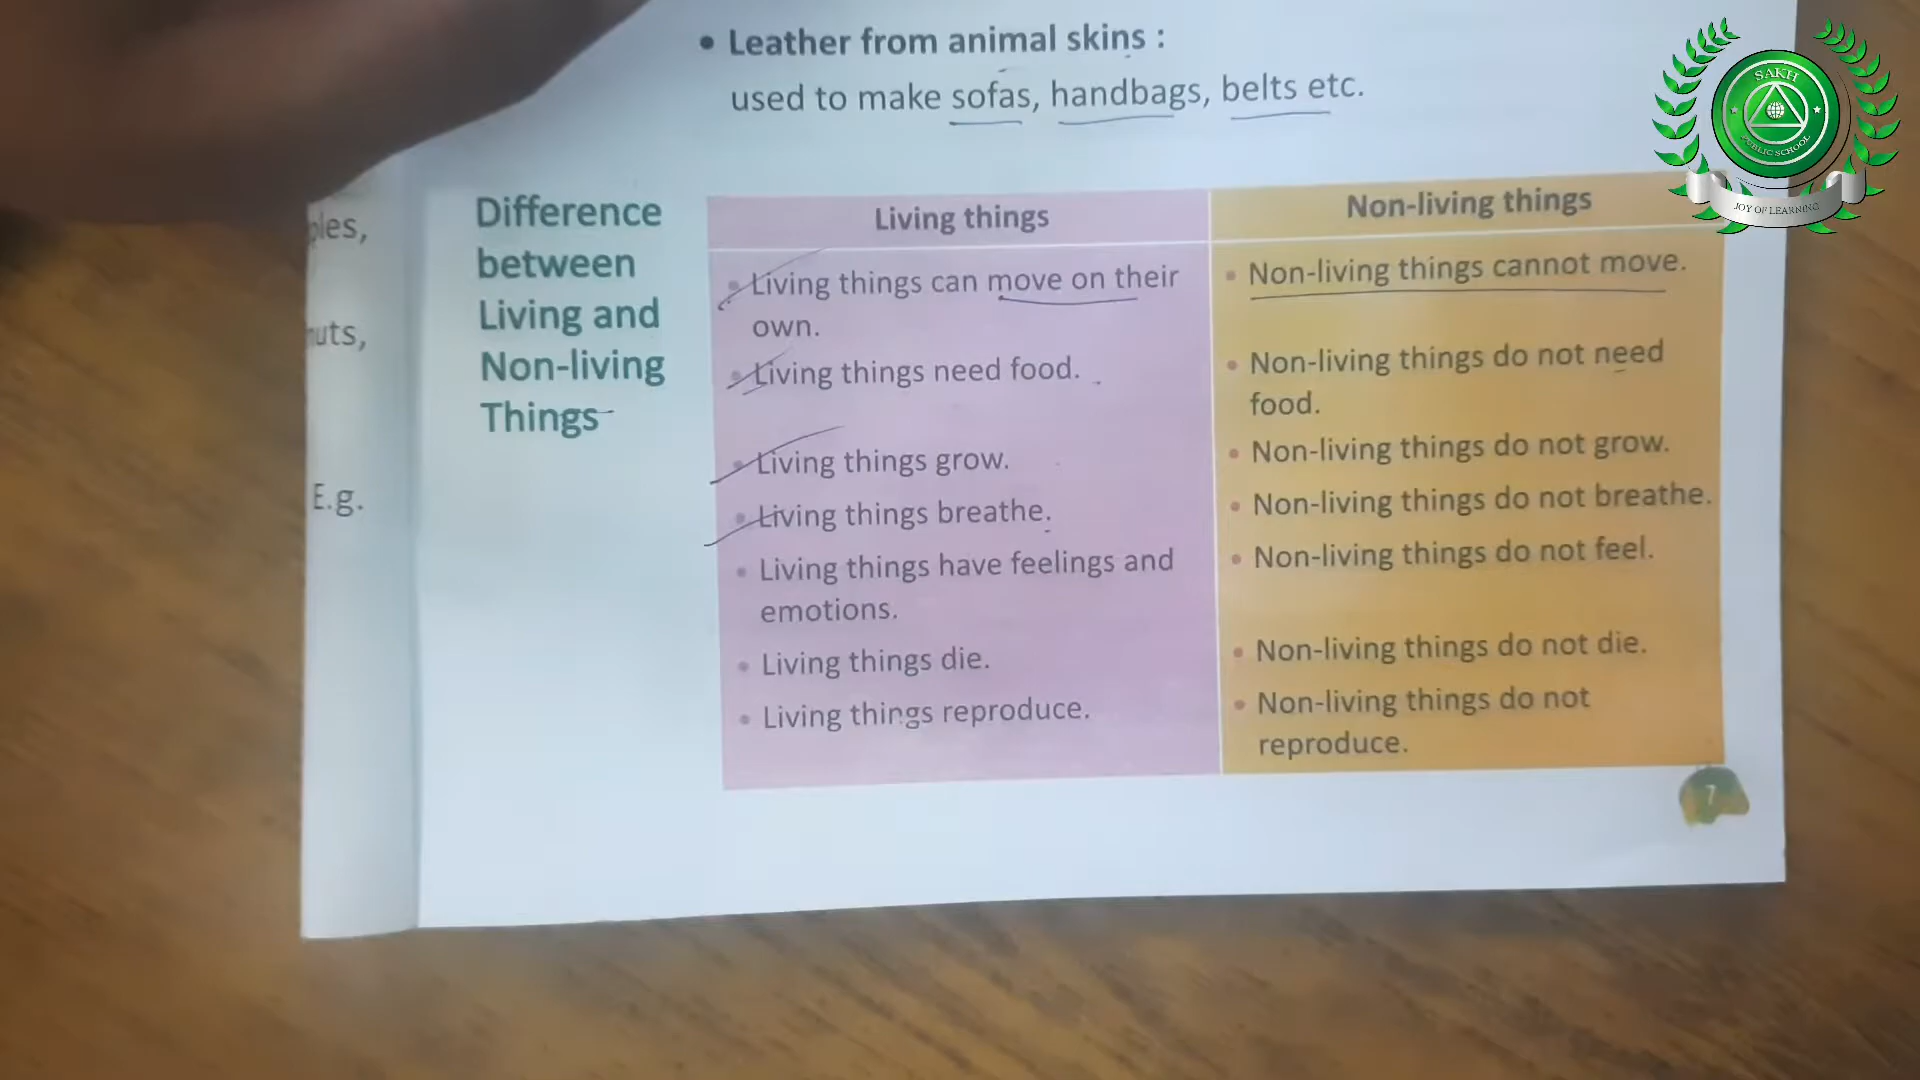 • Leather from animal skins :
used to make sofas, handbags, belts etc.
SAKH
PUBLIC SCHOOL
JOY OF LEARNING
ples,
nuts,
E.g.
Difference
between
Living and
Non-living
Things
Living things
• Living things can move on their
own.
• Living things need food.
• Living things grow.
• Living things breathe.
• Living things have feelings and
emotions.
• Living things die.
• Living things reproduce.
Non-living things
• Non-living things cannot move.
• Non-living things do not need
food.
• Non-living things do not grow.
• Non-living things do not breathe.
• Non-living things do not feel.
• Non-living things do not die.
• Non-living things do not
reproduce.
7